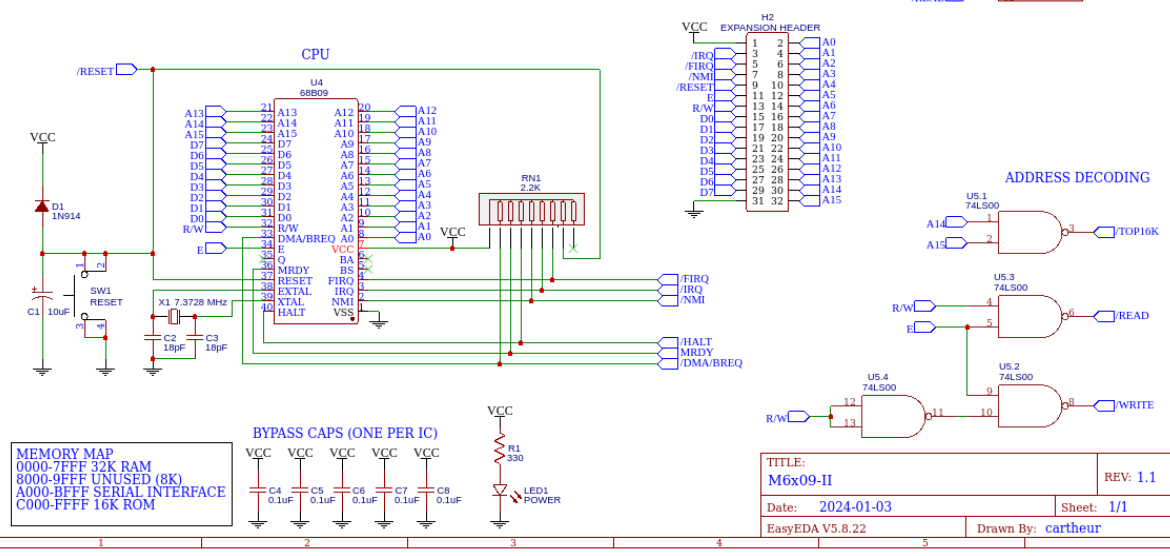 H2
EXPANSION HEADER
VCC
1 2 A0
/IRQ 3 4 A1
/FIRQ 5 6 A2
/NMI 7 8 A3
/RESET 9 10 A4
E 11 12 A5
R/W 13 14 A6
D0 15 16 A7
D1 17 18 A8
D2 19 20 A9
D3 21 22 A10
D4 23 24 A11
D5 25 26 A12
D6 27 28 A13
D7 29 30 A14
31 32 A15
CPU
/RESET
U4
68B09
A13 21 A13 A12 20 A12
A14 22 A14 A11 19 A11
A15 23 A15 A10 18 A10
D7 24 D7 A9 17 A9
D6 25 D6 A8 16 A8
D5 26 D5 A7 15 A7
D4 27 D4 A6 14 A6
D3 28 D3 A5 13 A5
D2 29 D2 A4 12 A4
D1 30 D1 A3 11 A3
D0 31 D0 A2 10 A2
R/W 32 R/W A1 9 A1
33 DMA/BREQ A0 8 A0
E 34 E VCC 7
35 Q BA 6
36 MRDY BS 5
37 RESET FIRQ 4
38 EXTAL IRQ 3
39 XTAL NMI 2
40 HALT VSS 1
VCC
D1
1N914
1 2
SW1
RESET
3 4
C1 10uF
X1 7.3728 MHz
C2
18pF
C3
18pF
RN1
2.2K
VCC
/FIRQ
/IRQ
/NMI
/HALT
MRDY
/DMA/BREQ
ADDRESS DECODING
U5.1
74LS00
A14 1
A15 2
3 /TOP16K
U5.3
74LS00
R/W 4
E 5
6 /READ
U5.2
74LS00
9
10
8 /WRITE
U5.4
74LS00
R/W 12
13
11
BYPASS CAPS (ONE PER IC)
VCC VCC VCC VCC VCC
C4 C5 C6 C7 C8
0.1uF 0.1uF 0.1uF 0.1uF 0.1uF
VCC
R1
330
LED1
POWER
MEMORY MAP
0000-7FFF 32K RAM
8000-9FFF UNUSED (8K)
A000-BFFF SERIAL INTERFACE
C000-FFFF 16K ROM
TITLE:
M6x09-II
REV: 1.1
Date: 2024-01-03
Sheet: 1/1
EasyEDA V5.8.22
Drawn By: cartheur
1 2 3 4 5